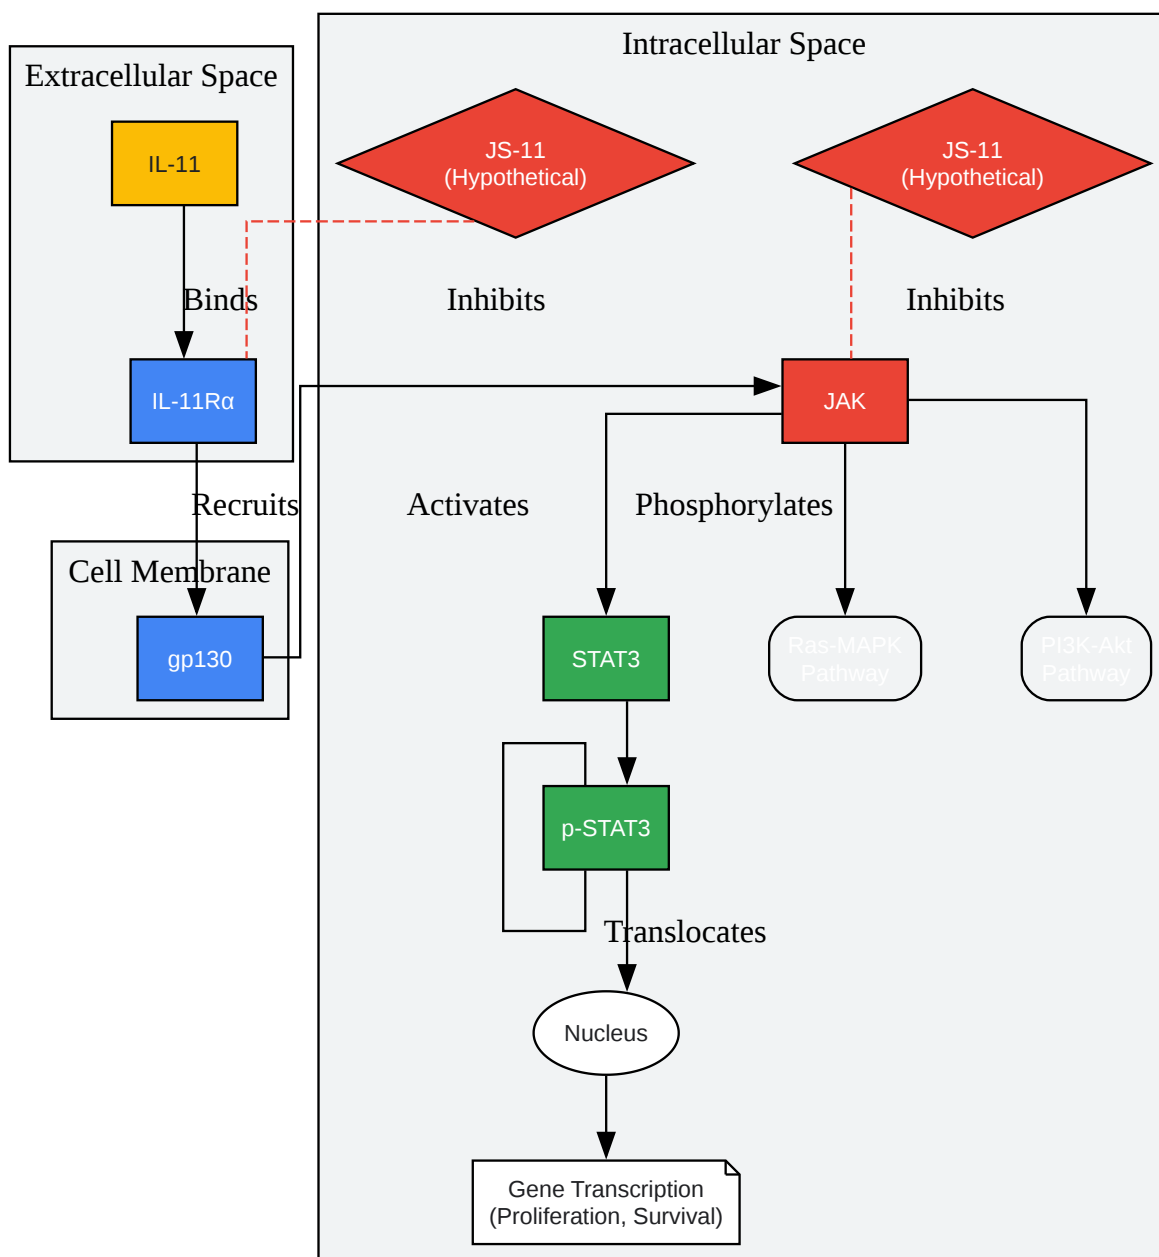 Intracellular Space
Extracellular Space
IL-11
JS-11
(Hypothetical)
JS-11
(Hypothetical)
Binds
Inhibits
Inhibits
IL-11Rα
JAK
Recruits
Activates
Phosphorylates
Cell Membrane
gp130
STAT3
Ras-MAPK
Pathway
PI3K-Akt
Pathway
p-STAT3
Translocates
Nucleus
Gene Transcription
(Proliferation, Survival)